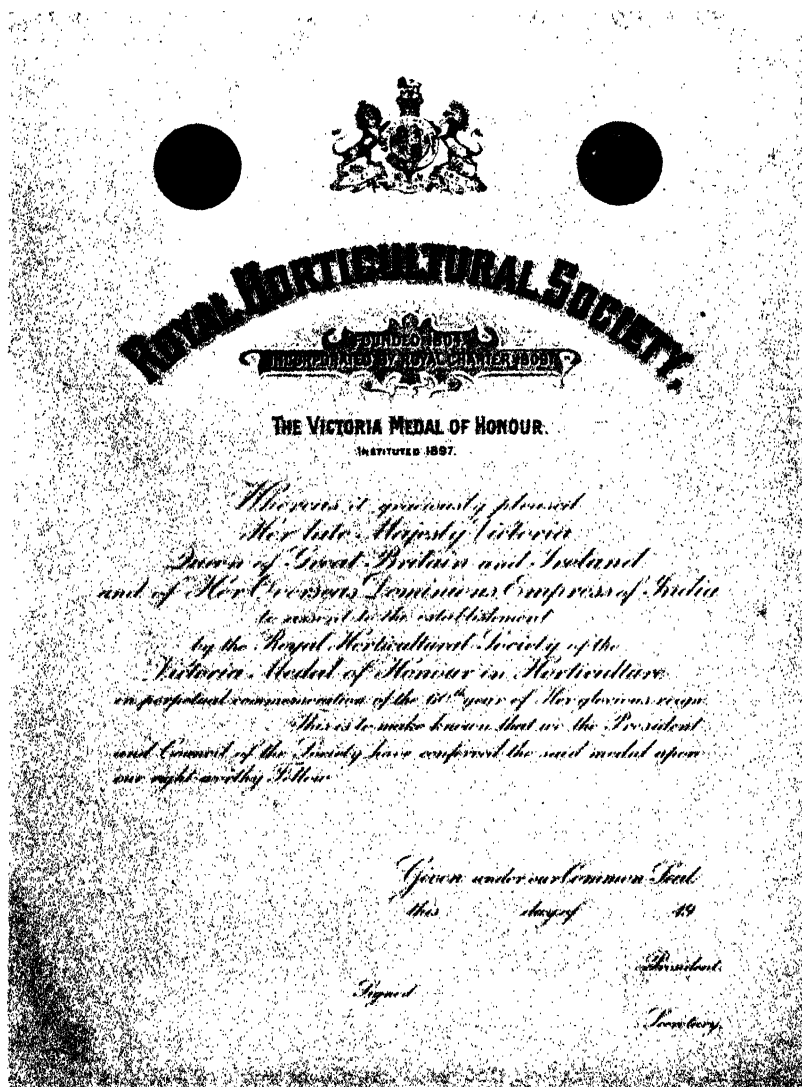 ROYAL HORTICULTURAL SOCIETY.
FOUNDED 1804
INCORPORATED BY ROYAL CHARTER 1809
THE VICTORIA MEDAL OF HONOUR.
INSTITUTED 1897.
Whereas it graciously pleased
Her late Majesty Victoria
Queen of Great Britain and Ireland
and of Her Overseas Dominions Empress of India
to assent to the establishment
by the Royal Horticultural Society of the
Victoria Medal of Honour in Horticulture
in perpetual commemoration of the 60th year of Her glorious reign
This is to make known that we the President
and Council of the Society have conferred the said medal upon
our right worthy Fellow
Given under our Common Seal
this day of 19
President.
Signed
Secretary.